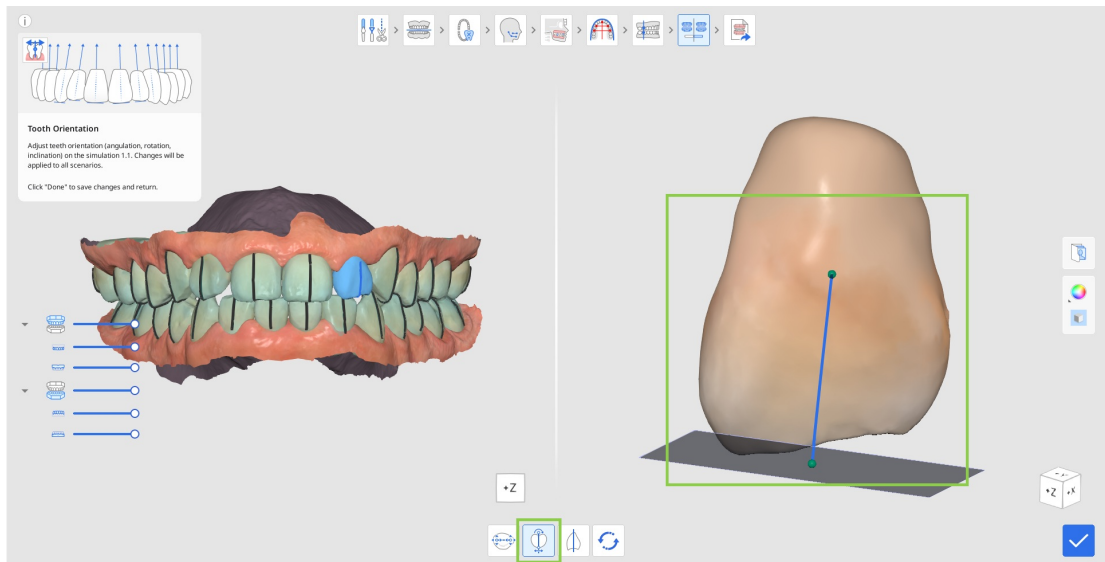 Tooth Orientation
Adjust teeth orientation (angulation, rotation,
inclination) on the simulation 1.1. Changes will be
applied to all scenarios.
Click "Done" to save changes and return.
+Z
+Z
+X